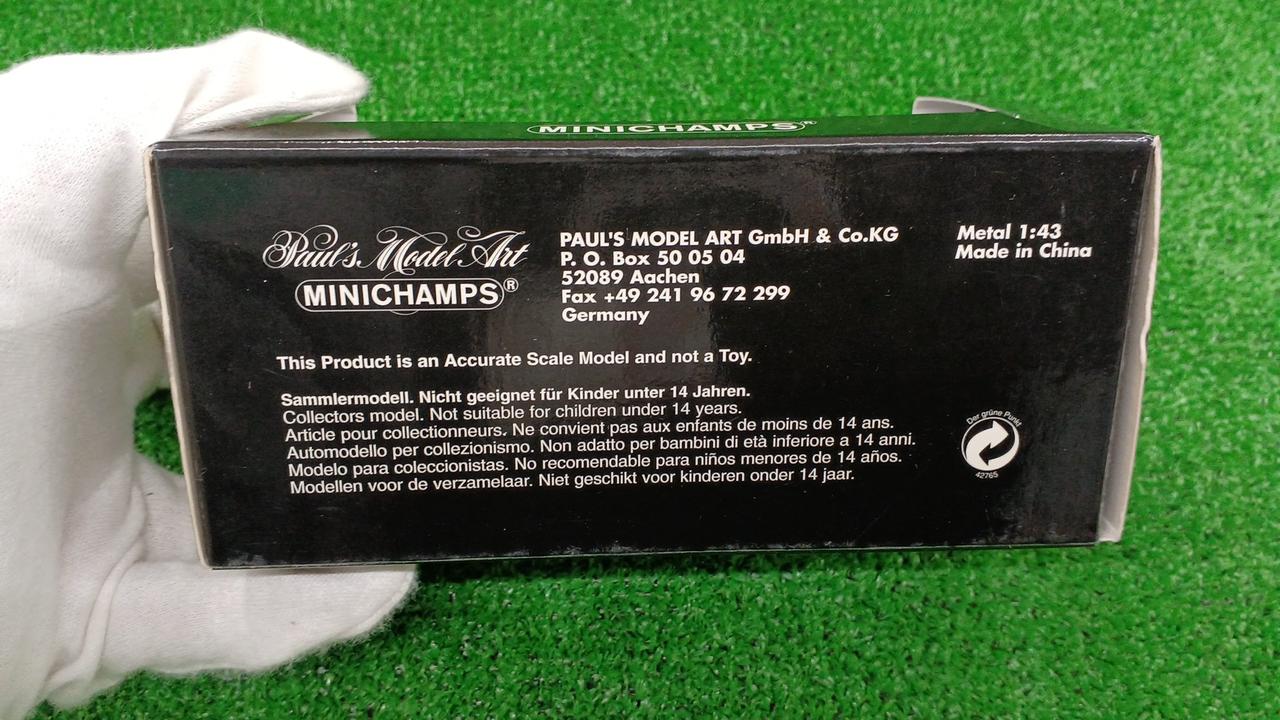 MINICHAMPS®
Paul's Model Art
MINICHAMPS®
PAUL'S MODEL ART GmbH & Co.KG
P. O. Box 50 05 04
52089 Aachen
Fax +49 241 96 72 299
Germany
Metal 1:43
Made in China
This Product is an Accurate Scale Model and not a Toy.
Sammlermodell. Nicht geeignet für Kinder unter 14 Jahren.
Collectors model. Not suitable for children under 14 years.
Article pour collectionneurs. Ne convient pas aux enfants de moins de 14 ans.
Automodello per collezionismo. Non adatto per bambini di età inferiore a 14 anni.
Modelo para coleccionistas. No recomendable para niños menores de 14 años.
Modellen voor de verzamelaar. Niet geschikt voor kinderen onder 14 jaar.
Der grüne Punkt
42765